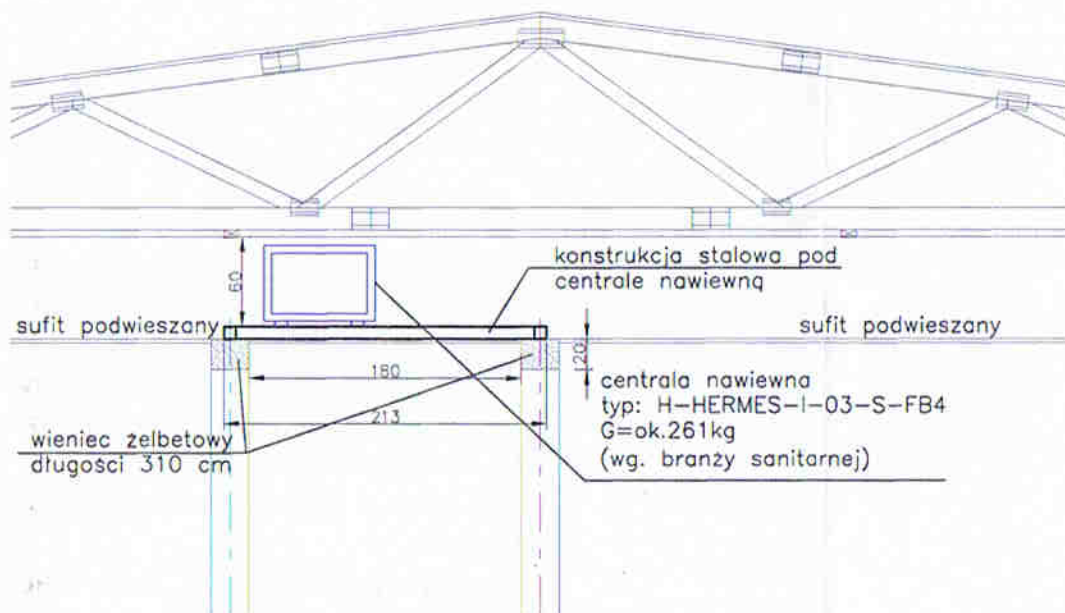 konstrukcja stalowa pod
centrale nawiewną
60
sufit podwieszany
sufit podwieszany
20
180
213
centrala nawiewna
typ: H-HERMES-I-03-S-FB4
G=ok.261kg
(wg. branży sanitarnej)
wieniec żelbetowy
długości 310 cm